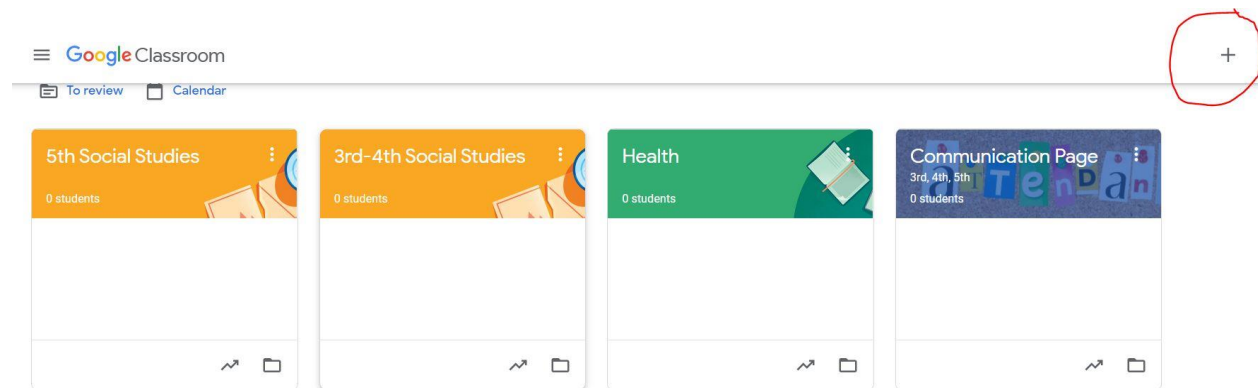 Google Classroom
To review Calendar
5th Social Studies
0 students
3rd-4th Social Studies
0 students
Health
0 students
Communication Page
3rd, 4th, 5th
0 students